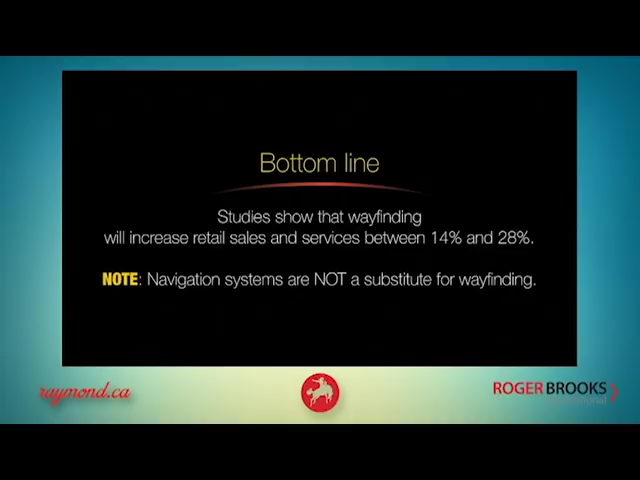 Bottom line
Studies show that wayfinding
will increase retail sales and services between 14% and 28%.
NOTE: Navigation systems are NOT a substitute for wayfinding.
raymond.ca
ROGER BROOKS